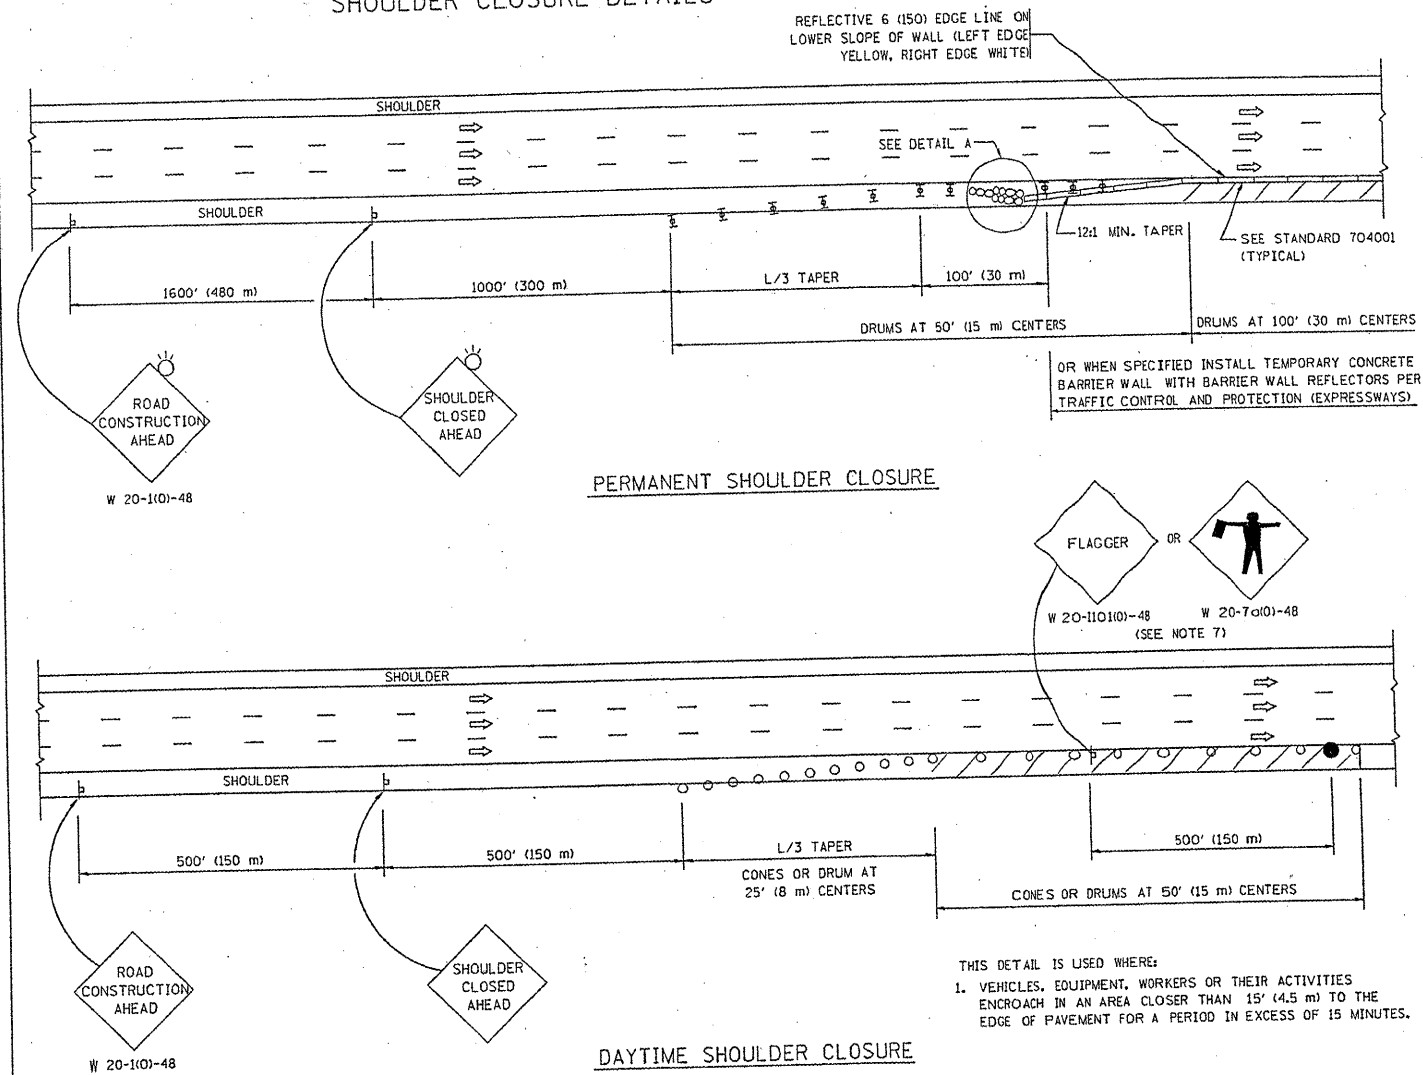 SHOULDER CLOSURE DETAILS
REFLECTIVE 6 (150) EDGE LINE ON
LOWER SLOPE OF WALL (LEFT EDGE
YELLOW, RIGHT EDGE WHITE)
SHOULDER
SEE DETAIL A
SHOULDER
12:1 MIN. TAPER
SEE STANDARD 704001
(TYPICAL)
1600' (480 m)
1000' (300 m)
L/3 TAPER
100' (30 m)
DRUMS AT 50' (15 m) CENTERS
DRUMS AT 100' (30 m) CENTERS
OR WHEN SPECIFIED INSTALL TEMPORARY CONCRETE
BARRIER WALL WITH BARRIER WALL REFLECTORS PER
TRAFFIC CONTROL AND PROTECTION (EXPRESSWAYS)
ROAD
CONSTRUCTION
AHEAD
W 20-1(O)-48
SHOULDER
CLOSED
AHEAD
PERMANENT SHOULDER CLOSURE
FLAGGER
OR
W 20-1101(O)-48
W 20-7a(O)-48
(SEE NOTE 7)
SHOULDER
SHOULDER
500' (150 m)
500' (150 m)
L/3 TAPER
CONES OR DRUM AT
25' (8 m) CENTERS
500' (150 m)
CONES OR DRUMS AT 50' (15 m) CENTERS
ROAD
CONSTRUCTION
AHEAD
W 20-1(O)-48
SHOULDER
CLOSED
AHEAD
THIS DETAIL IS USED WHERE:
1. VEHICLES, EQUIPMENT, WORKERS OR THEIR ACTIVITIES
ENCROACH IN AN AREA CLOSER THAN 15' (4.5 m) TO THE
EDGE OF PAVEMENT FOR A PERIOD IN EXCESS OF 15 MINUTES.
DAYTIME SHOULDER CLOSURE